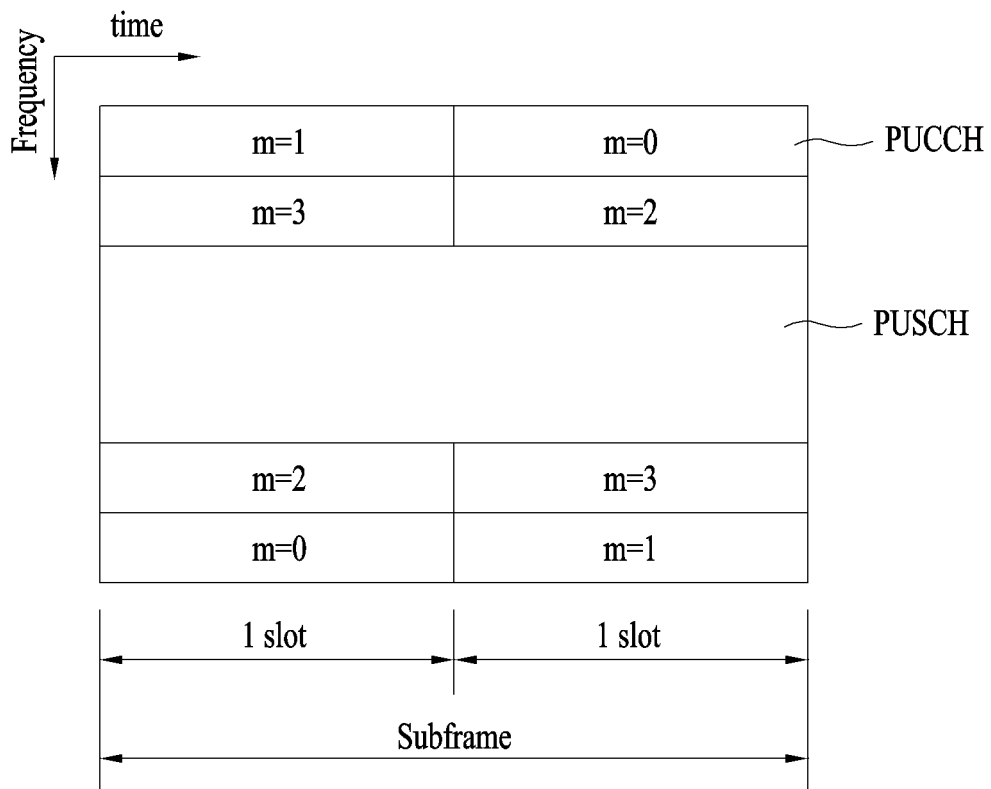 time
Frequency
m=1
m=0
PUCCH
m=3
m=2
PUSCH
m=2
m=3
m=0
m=1
1 slot
1 slot
Subframe